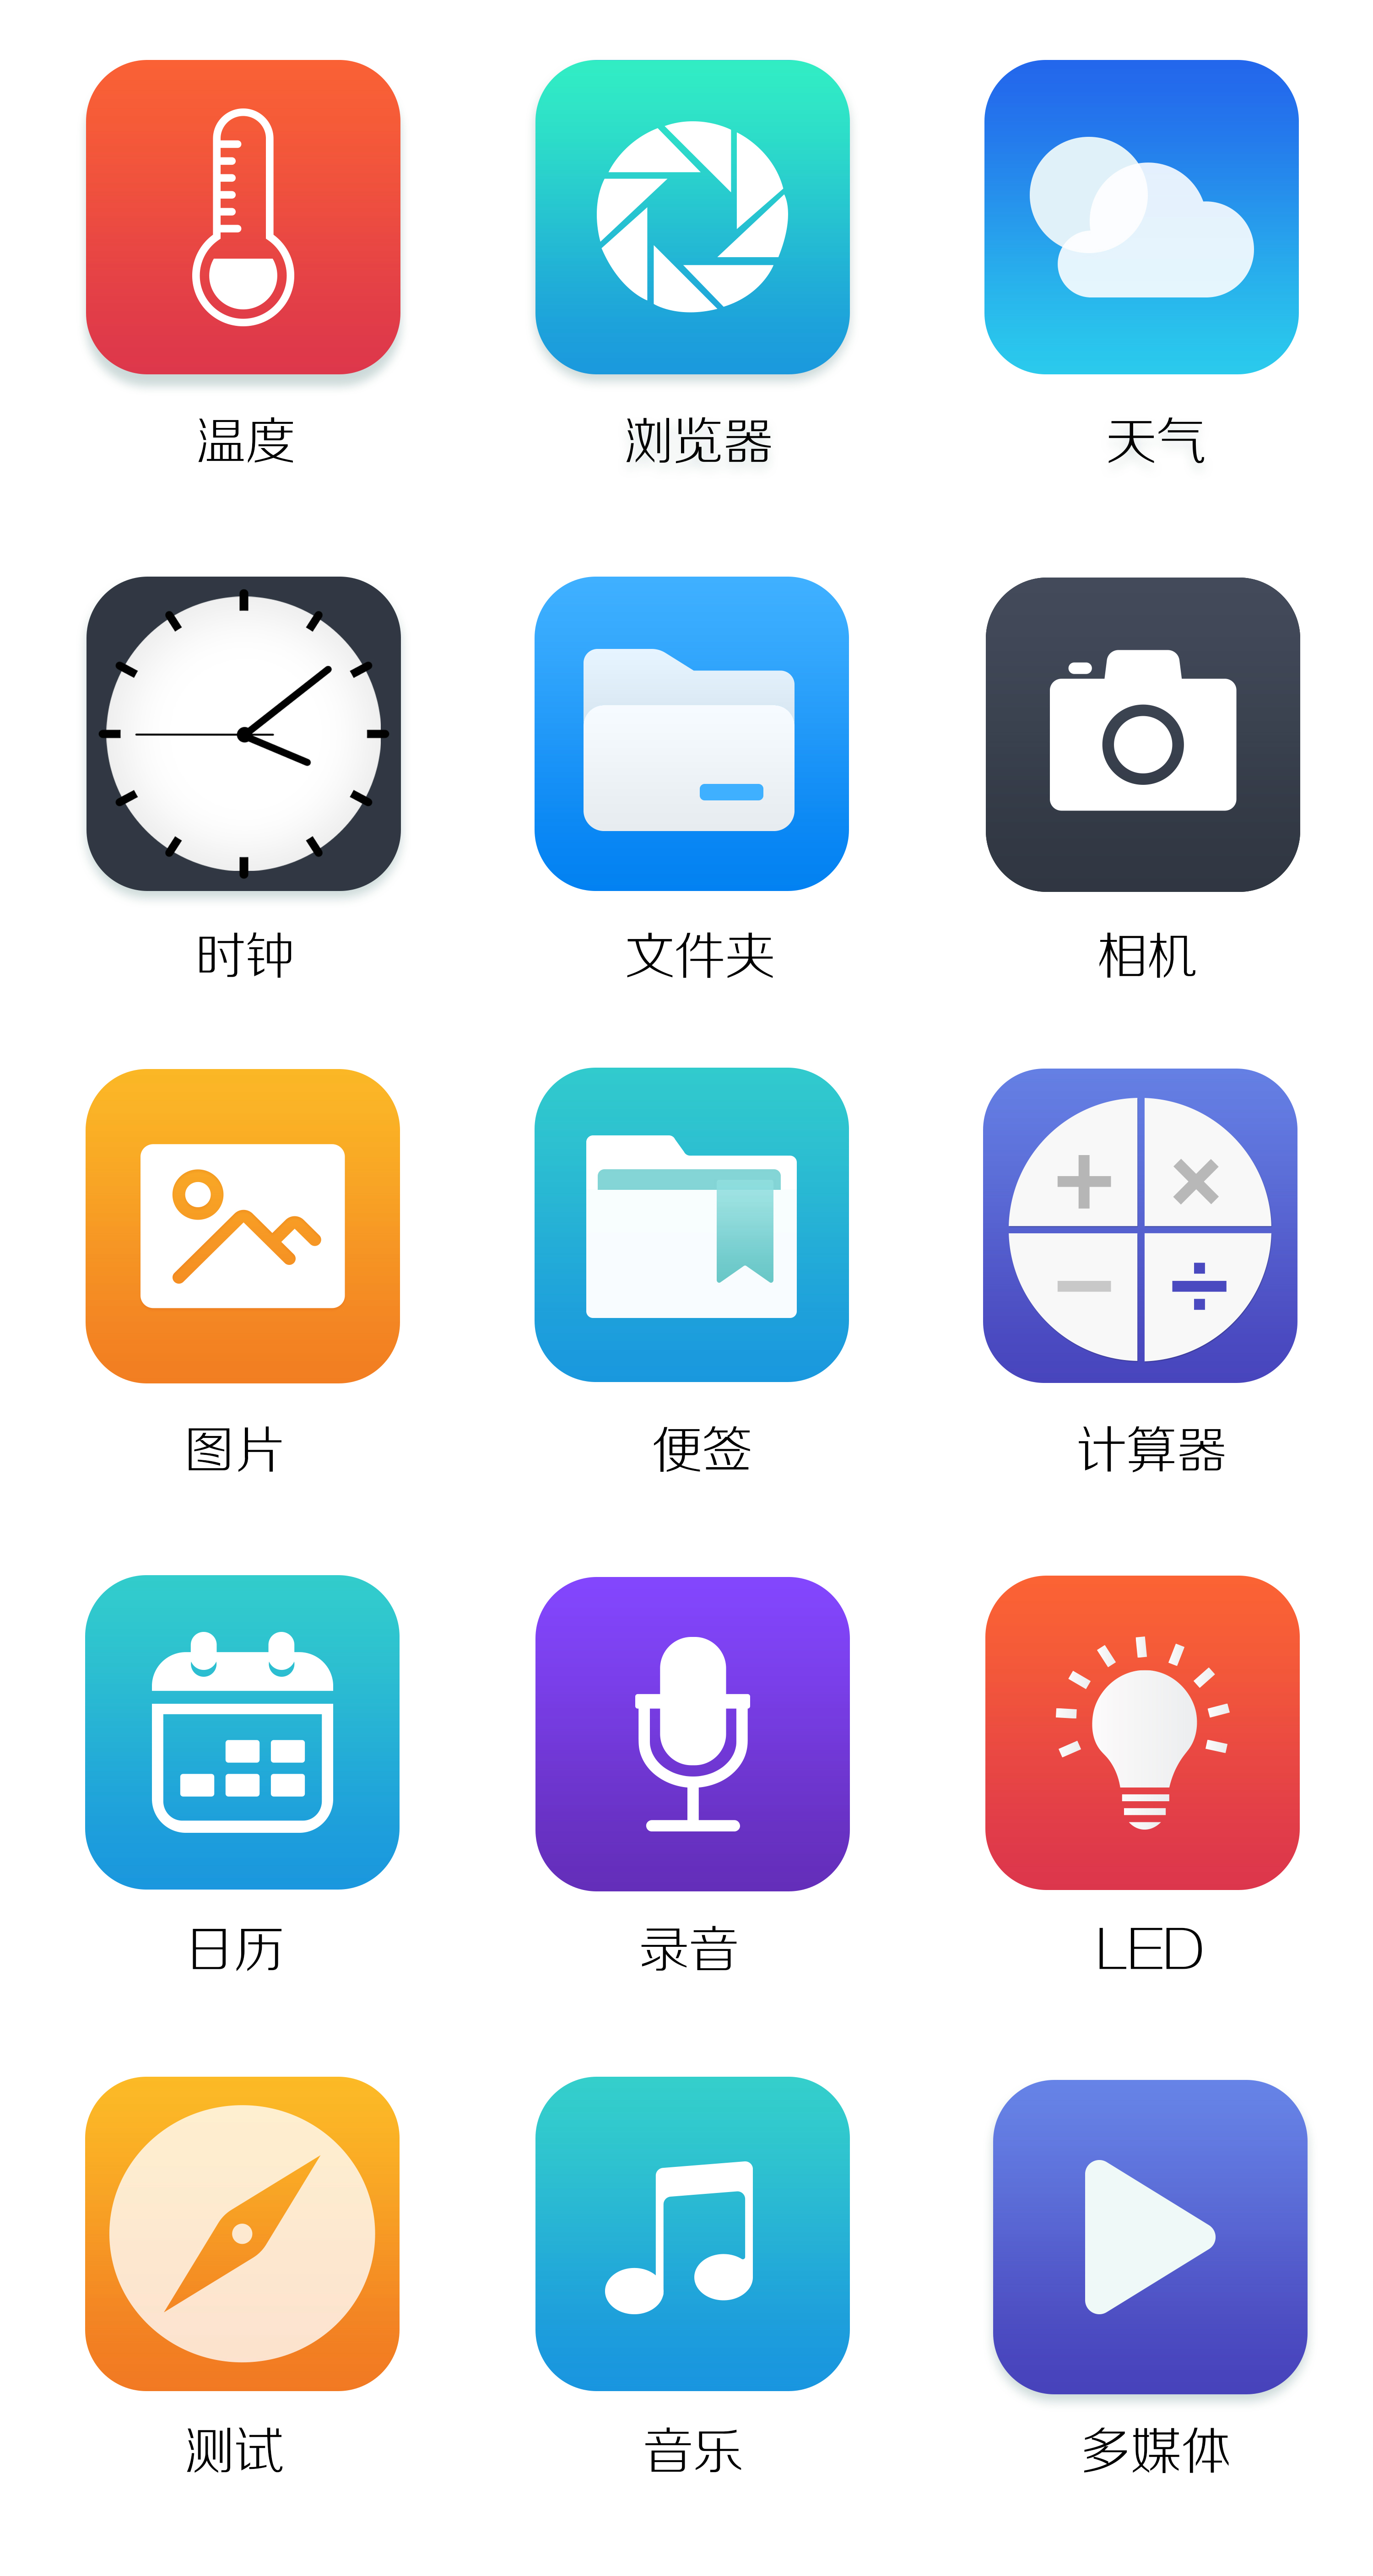 温度 浏览器 天气
时钟 文件夹 相机
图片 便签 计算器
日历 录音 LED
测试 音乐 多媒体